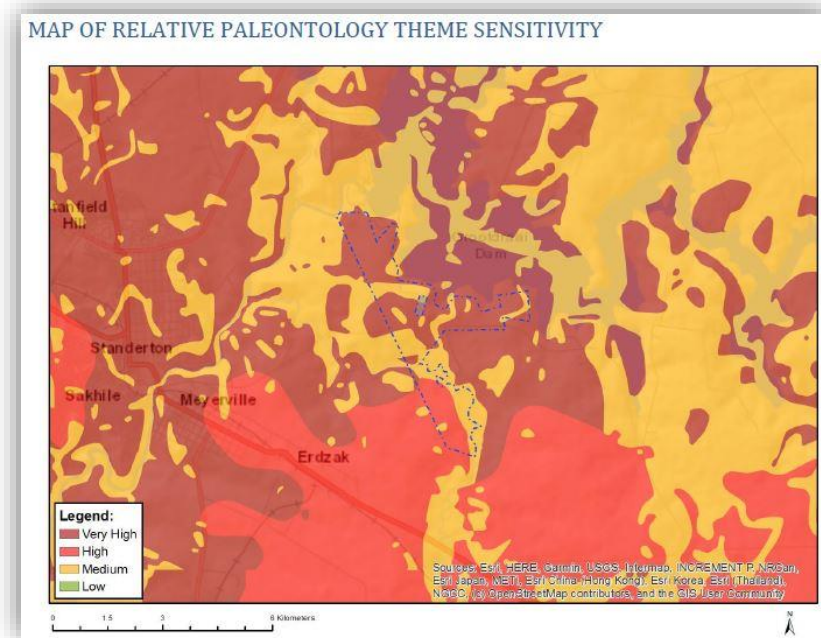 MAP OF RELATIVE PALEONTOLOGY THEME SENSITIVITY
anfield
Hill
Dam
Standerton
Sakhile
Meyerville
Erdzak
Legend:
Very High
High
Medium
Low
Sources: Esri, HERE, Garmin, USGS, Intermap, INCREMENT P, NRCan,
Esri Japan, METI, Esri China (Hong Kong), Esri Korea, Esri (Thailand),
NGCC, (c) OpenStreetMap contributors, and the GIS User Community
0 1.5 3 6 Kilometers
N